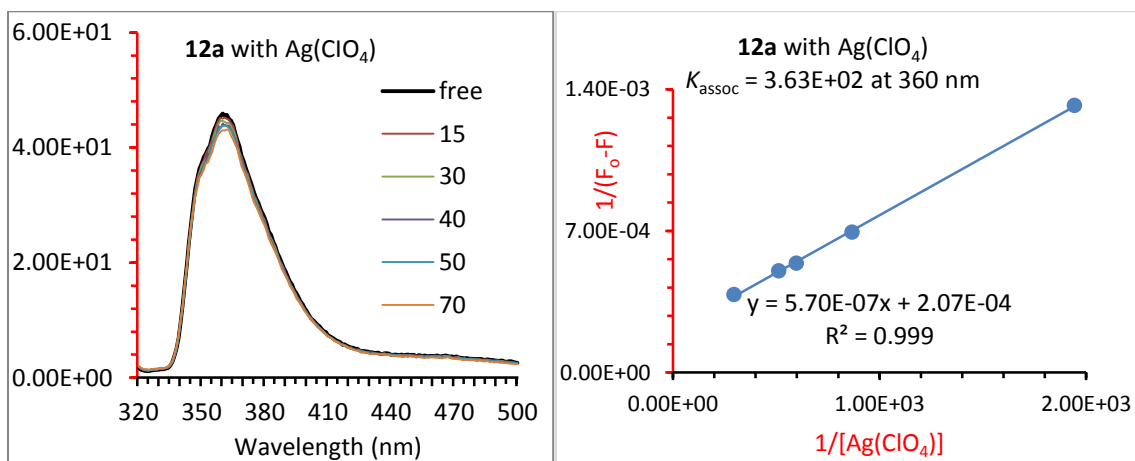 12a with Ag(ClO₄)
6.00E+01
4.00E+01
2.00E+01
0.00E+00
free
15
30
40
50
70
320 350 380 410 440 470 500
Wavelength (nm)
12a with Ag(ClO₄)
Kassoc = 3.63E+02 at 360 nm
1.40E-03
7.00E-04
0.00E+00
1/(Fo-F)
y = 5.70E-07x + 2.07E-04
R² = 0.999
0.00E+00 1.00E+03 2.00E+03
1/[Ag(ClO₄)]